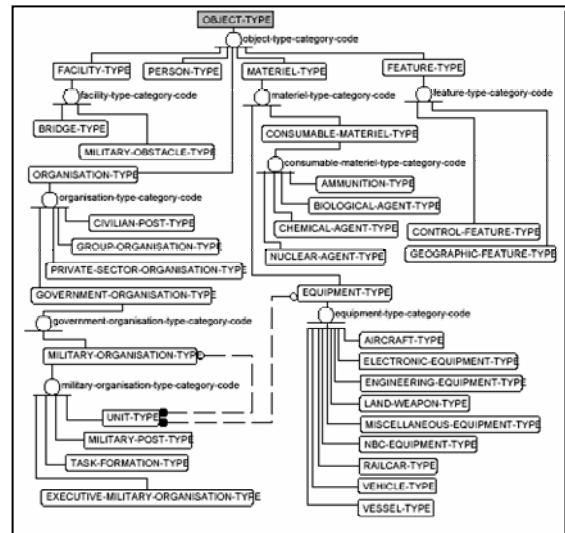 OBJECT-TYPE
object-type-category-code
FACILITY-TYPE
PERSON-TYPE
MATERIEL-TYPE
FEATURE-TYPE
facility-type-category-code
materiel-type-category-code
feature-type-category-code
BRIDGE-TYPE
CONSUMABLE-MATERIEL-TYPE
MILITARY-OBSTACLE-TYPE
consumable-materiel-type-category-code
ORGANISATION-TYPE
AMMUNITION-TYPE
organisation-type-category-code
BIOLOGICAL-AGENT-TYPE
CIVILIAN-POST-TYPE
CHEMICAL-AGENT-TYPE
CONTROL-FEATURE-TYPE
GROUP-ORGANISATION-TYPE
NUCLEAR-AGENT-TYPE
GEOGRAPHIC-FEATURE-TYPE
PRIVATE-SECTOR-ORGANISATION-TYPE
GOVERNMENT-ORGANISATION-TYPE
EQUIPMENT-TYPE
government-organisation-type-category-code
equipment-type-category-code
AIRCRAFT-TYPE
MILITARY-ORGANISATION-TYPE
ELECTRONIC-EQUIPMENT-TYPE
military-organisation-type-category-code
ENGINEERING-EQUIPMENT-TYPE
LAND-WEAPON-TYPE
UNIT-TYPE
MISCELLANEOUS-EQUIPMENT-TYPE
MILITARY-POST-TYPE
NBC-EQUIPMENT-TYPE
TASK-FORMATION-TYPE
RAILCAR-TYPE
VEHICLE-TYPE
EXECUTIVE-MILITARY-ORGANISATION-TYPE
VESSEL-TYPE